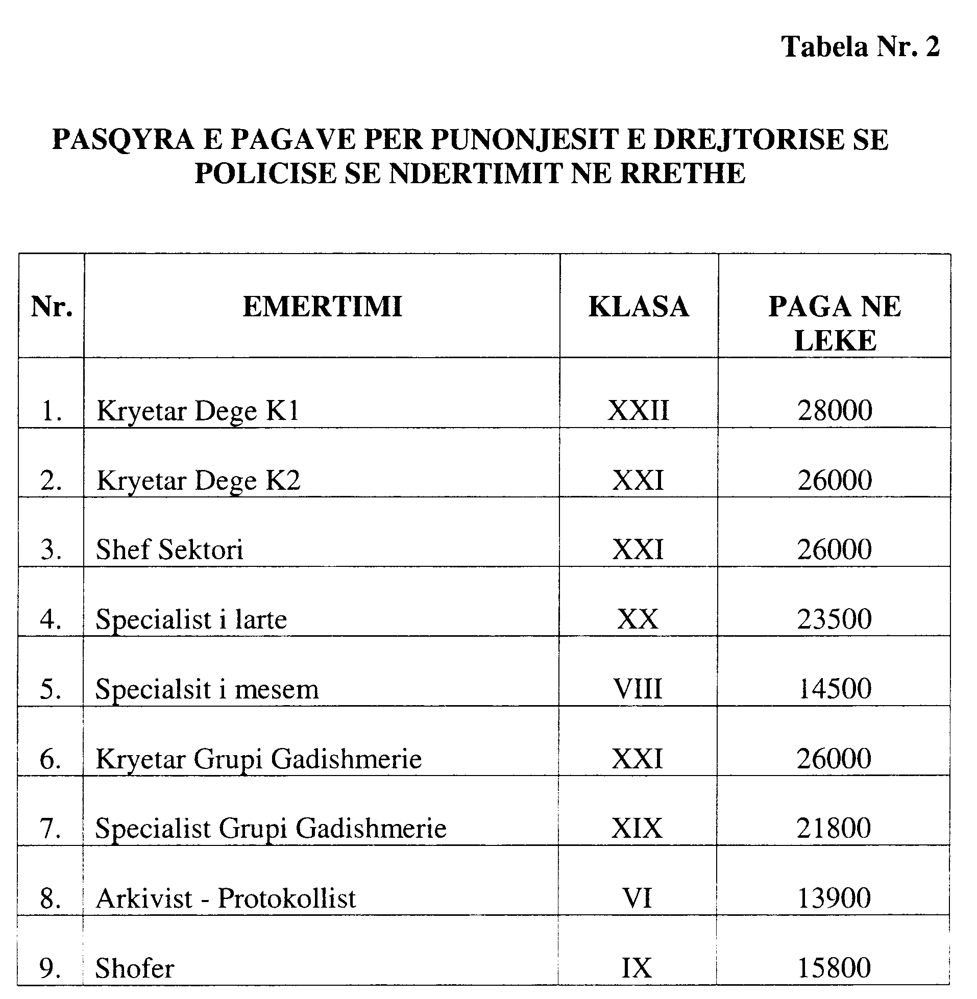 Tabela Nr. 2
PASQYRA E PAGAVE PER PUNONJESIT E DREJTORISE SE
POLICISE SE NDERTIMIT NE RRETHE
Nr. EMERTIMI KLASA PAGA NE
LEKE
1. Kryetar Dege K1 XXII 28000
2. Kryetar Dege K2 XXI 26000
3. Shef Sektori XXI 26000
4. Specialist i larte XX 23500
5. Specialsit i mesem VIII 14500
6. Kryetar Grupi Gadishmerie XXI 26000
7. Specialist Grupi Gadishmerie XIX 21800
8. Arkivist - Protokollist VI 13900
9. Shofer IX 15800